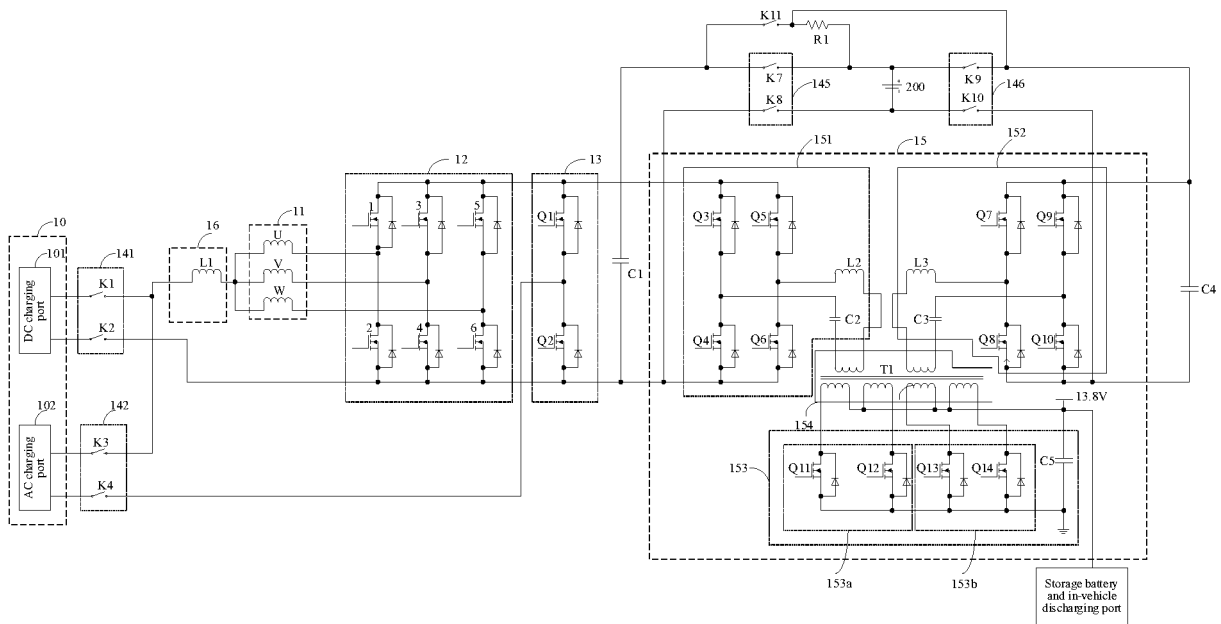 K11
R1
K7
145
200
K9
146
K8
K10
15
151
152
12
13
1
3
5
Q1
Q3
Q5
Q7
Q9
11
U
16
10
141
101
L1
V
W
K1
K2
DC charging
port
C1
L2
L3
C2
C3
C4
2
4
6
Q2
Q4
Q6
Q8
Q10
T1
13.8V
102
142
K3
K4
AC charging
port
154
153
Q11
Q12
Q13
Q14
C5
153a
153b
Storage battery
and in-vehicle
discharging port